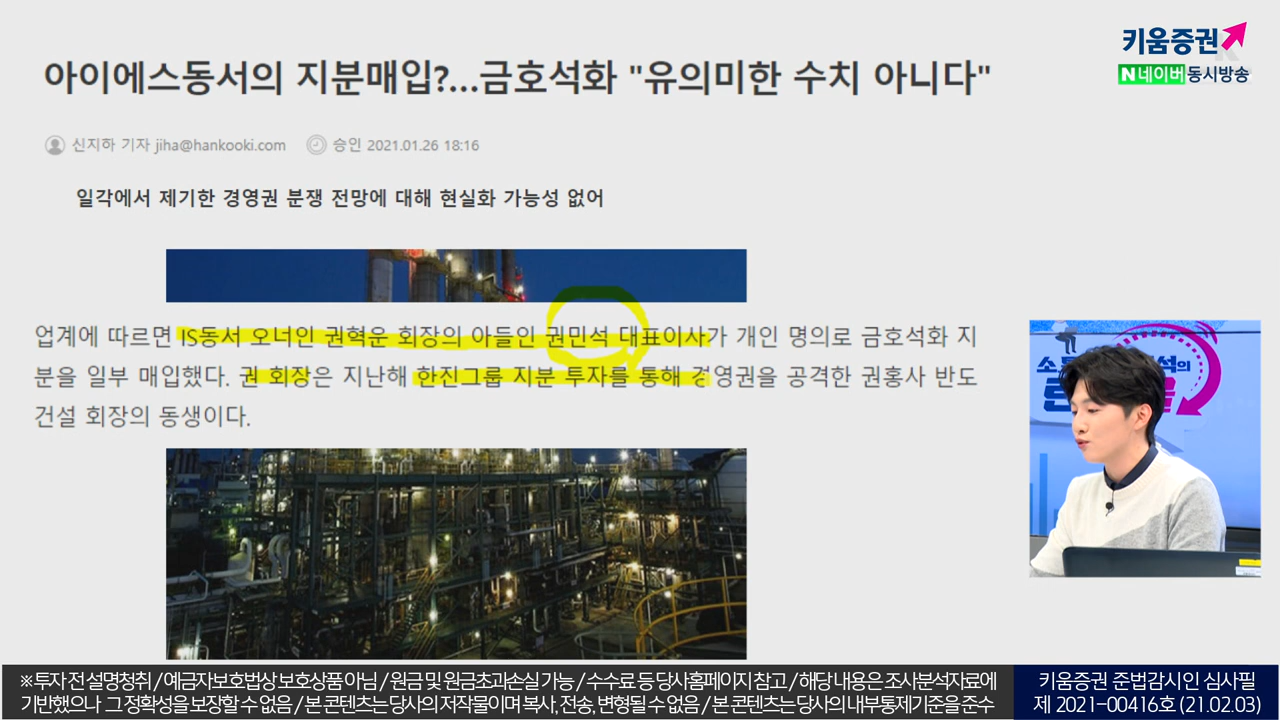 키움증권
N 네이버 동시방송
아이에스동서의 지분매입?...금호석화 "유의미한 수치 아니다"
신지하 기자 jiha@hankooki.com 승인 2021.01.26 18:16
일각에서 제기한 경영권 분쟁 전망에 대해 현실화 가능성 없어
업계에 따르면 IS동서 오너인 권혁운 회장의 아들인 권민석 대표이사가 개인 명의로 금호석화 지
분을 일부 매입했다. 권 회장은 지난해 한진그룹 지분 투자를 통해 경영권을 공격한 권홍사 반도
건설 회장의 동생이다.
석의
※ 투자 전 설명청취 / 예금자보호법상 보호상품 아님 / 원금 및 원금초과손실 가능 / 수수료 등 당사홈페이지 참고 / 해당 내용은 조사분석자료에
기반했으나 그 정확성을 보장할 수 없음 / 본 콘텐츠는 당사의 저작물이며 복사, 전송, 변형될 수 없음 / 본 콘텐츠는 당사의 내부통제기준을 준수
키움증권 준법감시인 심사필
제 2021-00416호 (21.02.03)